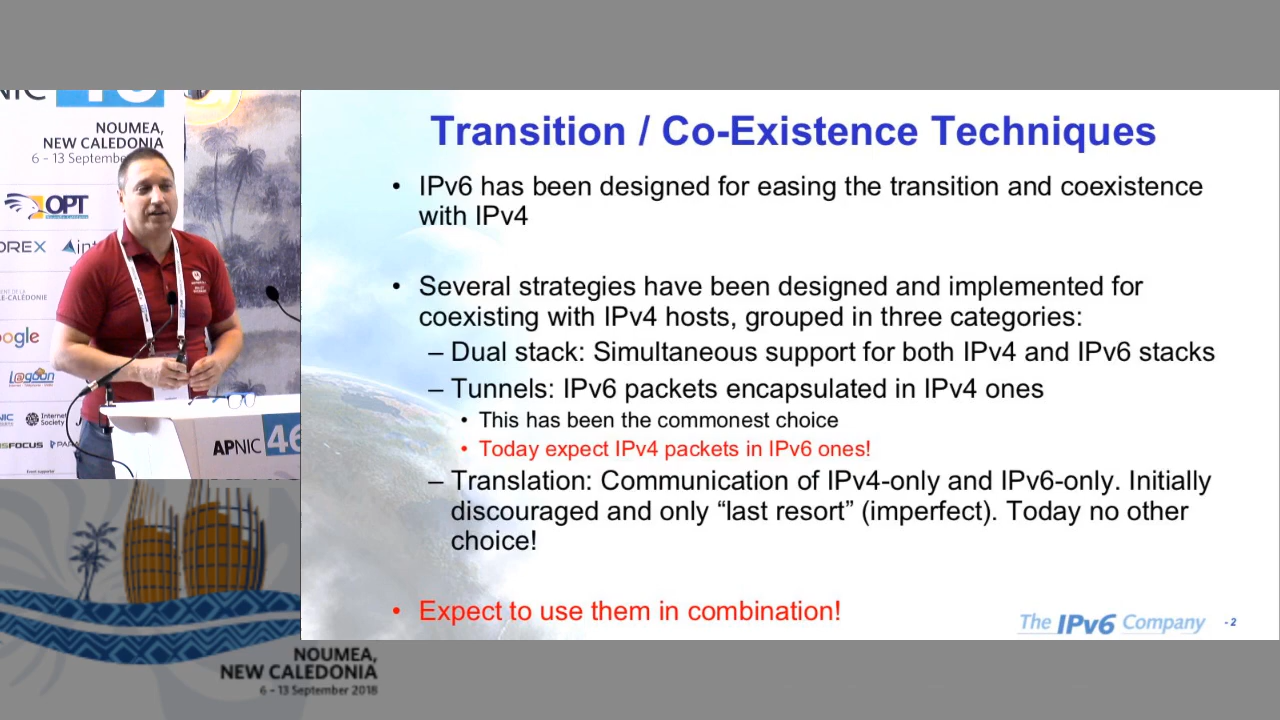 NOUMEA,
NEW CALEDONIA
6 - 13 September
OPT
Google
Lagoon
Internet
Society
Event supporter
APNIC 46
Transition / Co-Existence Techniques
• IPv6 has been designed for easing the transition and coexistence
with IPv4
• Several strategies have been designed and implemented for
coexisting with IPv4 hosts, grouped in three categories:
– Dual stack: Simultaneous support for both IPv4 and IPv6 stacks
– Tunnels: IPv6 packets encapsulated in IPv4 ones
• This has been the commonest choice
• Today expect IPv4 packets in IPv6 ones!
– Translation: Communication of IPv4-only and IPv6-only. Initially
discouraged and only “last resort” (imperfect). Today no other
choice!
• Expect to use them in combination!
The IPv6 Company
- 2
NOUMEA,
NEW CALEDONIA
6 - 13 September 2018